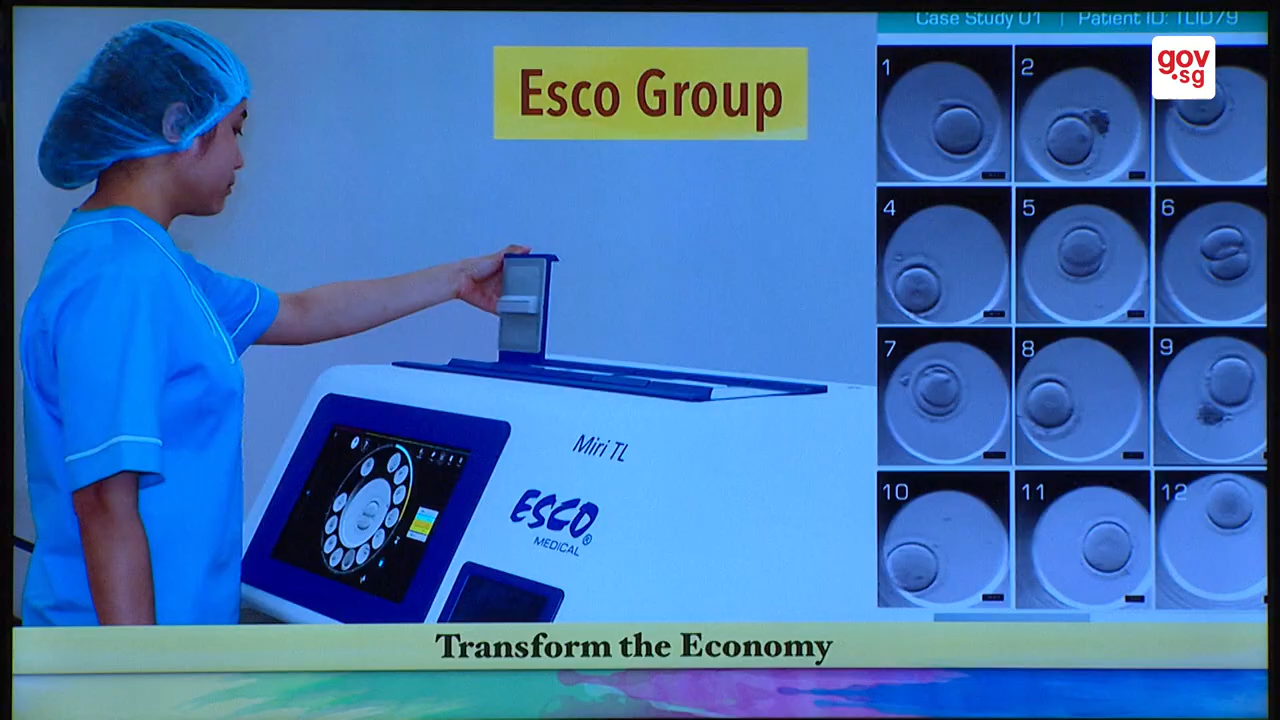 Case Study 01 | Patient ID: TLID79
gov
.sg
Esco Group
1
2
4
5
6
7
8
9
10
11
12
Miri TL
ESCO®
MEDICAL
Transform the Economy